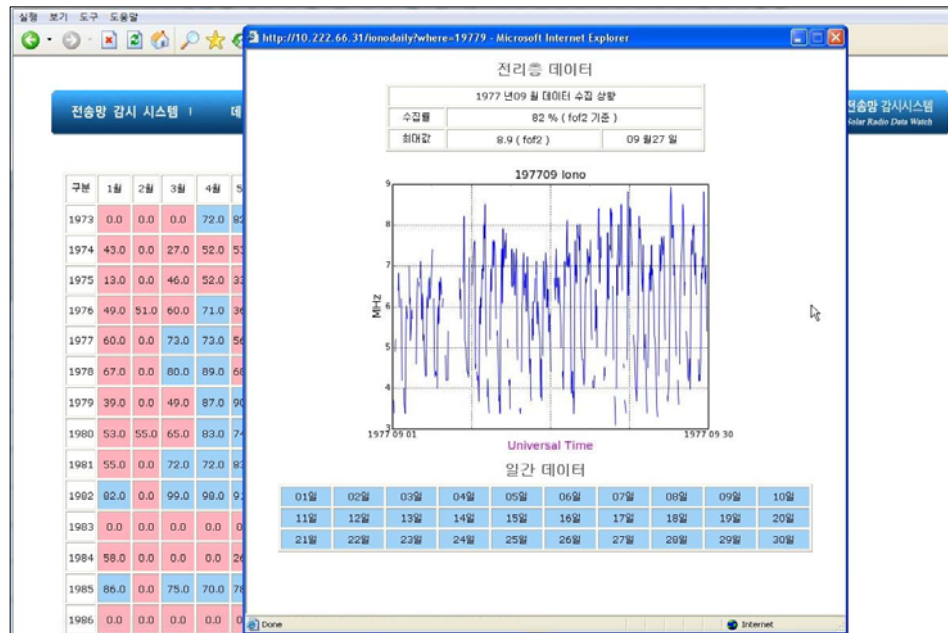 실행 보기 도구 도움말
http://10.222.66.31/ionodaily?where=19779 - Microsoft Internet Explorer
전송망 감시 시스템 | 데
전송망 감시시스템
Solar Radio Data Watch
구분 1월 2월 3월 4월 5
1973 0.0 0.0 0.0 72.0 82
1974 43.0 0.0 27.0 52.0 53
1975 13.0 0.0 46.0 52.0 33
1976 49.0 51.0 60.0 71.0 36
1977 60.0 0.0 73.0 73.0 56
1978 67.0 0.0 80.0 89.0 68
1979 39.0 0.0 49.0 87.0 90
1980 53.0 55.0 65.0 83.0 74
1981 55.0 0.0 72.0 72.0 83
1982 82.0 0.0 99.0 98.0 91
1983 0.0 0.0 0.0 0.0 0
1984 58.0 0.0 0.0 0.0 26
1985 86.0 0.0 75.0 70.0 78
1986 0.0 0.0 0.0 0.0 0
전리층 데이터
1977 년09 월 데이터 수집 상황
수집률 82 % ( fof2 기준 )
최대값 8.9 ( fof2 ) 09 월27 일
197709 Iono
9
8
7
6
5
4
3
MHz
1977 09 01 1977 09 30
Universal Time
일간 데이터
01일 02일 03일 04일 05일 06일 07일 08일 09일 10일
11일 12일 13일 14일 15일 16일 17일 18일 19일 20일
21일 22일 23일 24일 25일 26일 27일 28일 29일 30일
Done Internet